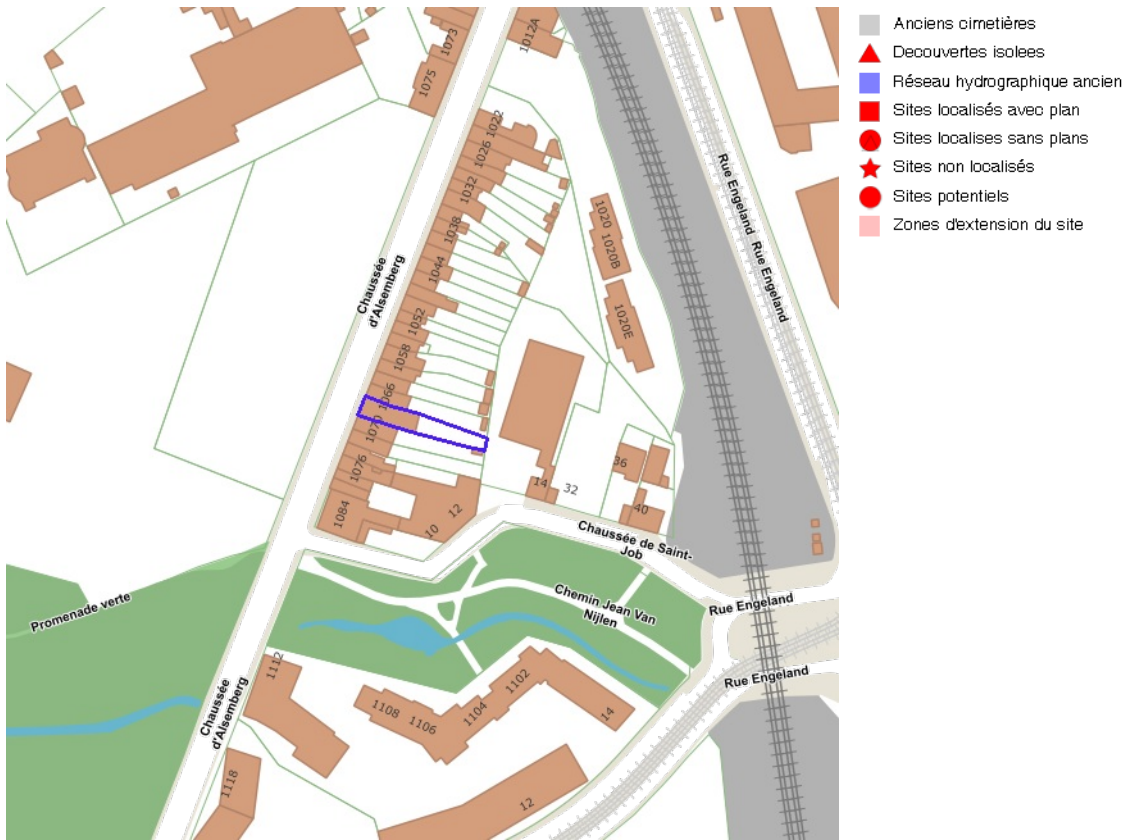 1073
1012A
1075
1022
1026
1032
1038
1044
1052
1058
1066
1070
1076
1084
1020
1020B
1020E
Chaussée
d'Alsemberg
Rue Engeland
Rue Engeland
14
32
36
40
12
10
Chaussée de Saint-
Job
Chemin Jean Van
Nijlen
Rue Engeland
Rue Engeland
Promenade verte
Chaussée
d'Alsemberg
1112
1108
1106
1104
1102
14
1118
12
Anciens cimetières
Decouvertes isolees
Réseau hydrographique ancien
Sites localisés avec plan
Sites localises sans plans
Sites non localisés
Sites potentiels
Zones d'extension du site